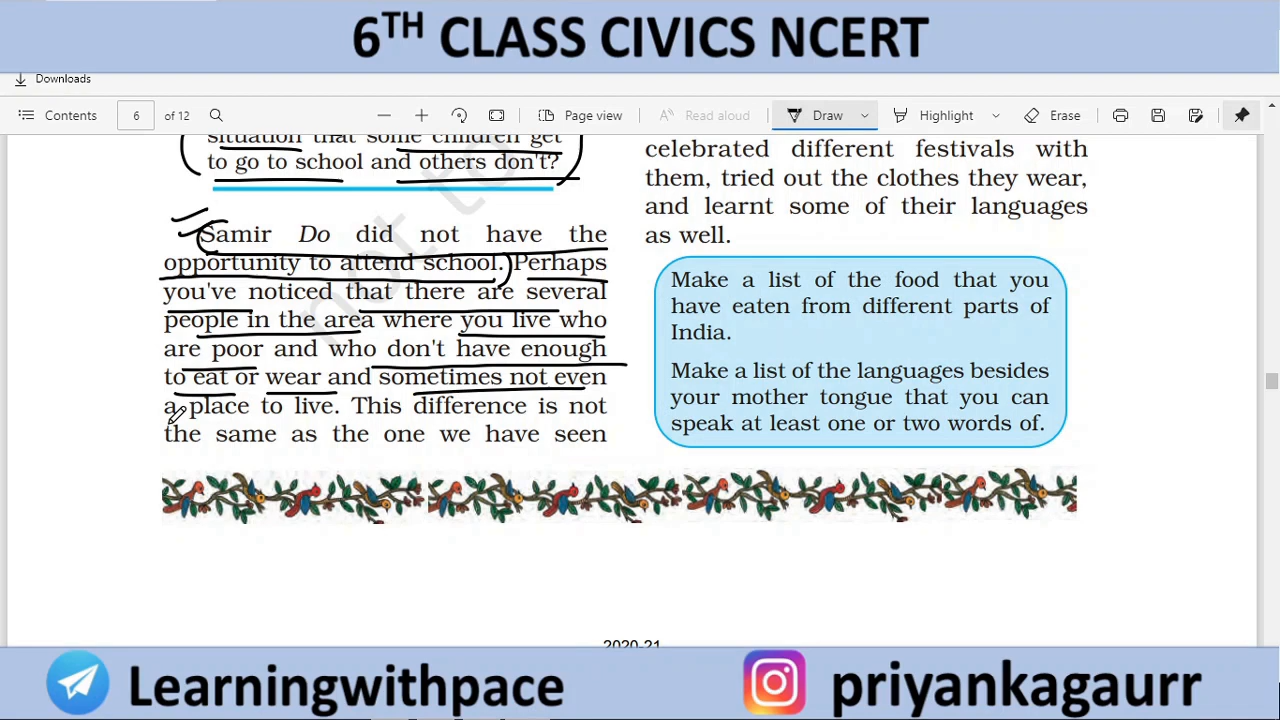 6TH CLASS CIVICS NCERT
Downloads
Contents
6
of 12
Page view
Read aloud
Draw
Highlight
Erase
situation that some children get
to go to school and others don't?
Samir Do did not have the
opportunity to attend school. Perhaps
you've noticed that there are several
people in the area where you live who
are poor and who don't have enough
to eat or wear and sometimes not even
a place to live. This difference is not
the same as the one we have seen
celebrated different festivals with
them, tried out the clothes they wear,
and learnt some of their languages
as well.
Make a list of the food that you
have eaten from different parts of
India.
Make a list of the languages besides
your mother tongue that you can
speak at least one or two words of.
not to
2020-21
Learningwithpace
priyankagaurr